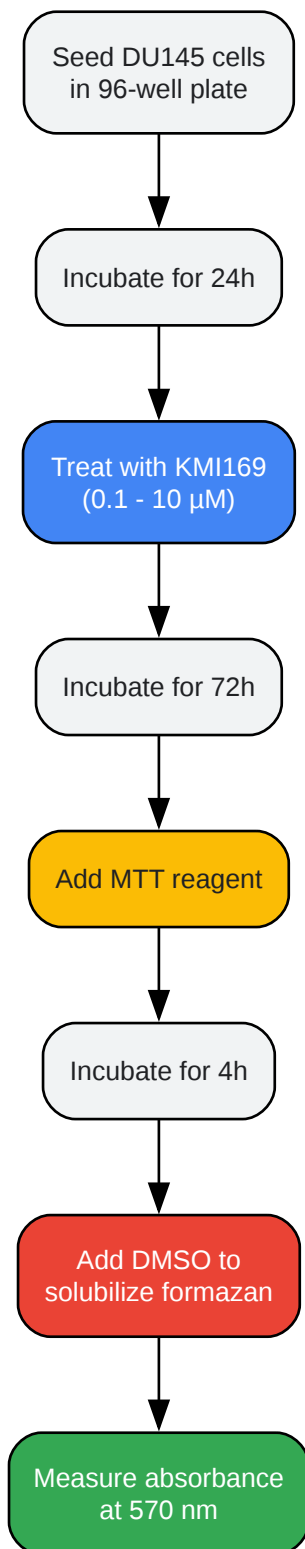 Seed DU145 cells
in 96-well plate
Incubate for 24h
Treat with KMI169
(0.1 - 10 µM)
Incubate for 72h
Add MTT reagent
Incubate for 4h
Add DMSO to
solubilize formazan
Measure absorbance
at 570 nm